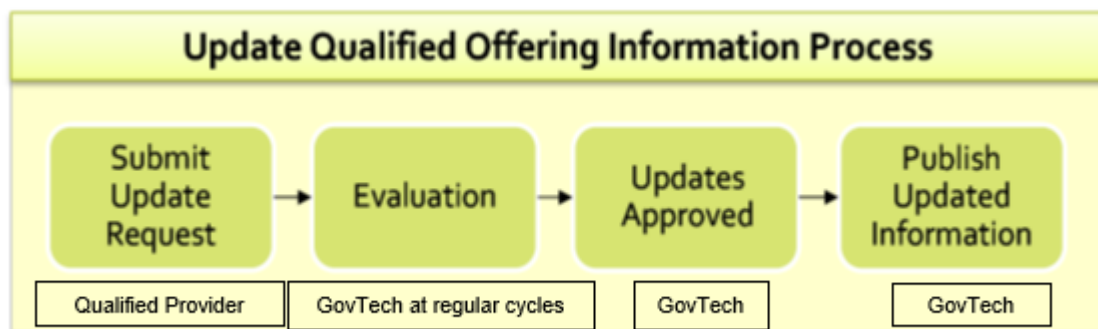 Update Qualified Offering Information Process
Submit
Update
Request
Evaluation
Updates
Approved
Publish
Updated
Information
Qualified Provider
GovTech at regular cycles
GovTech
GovTech